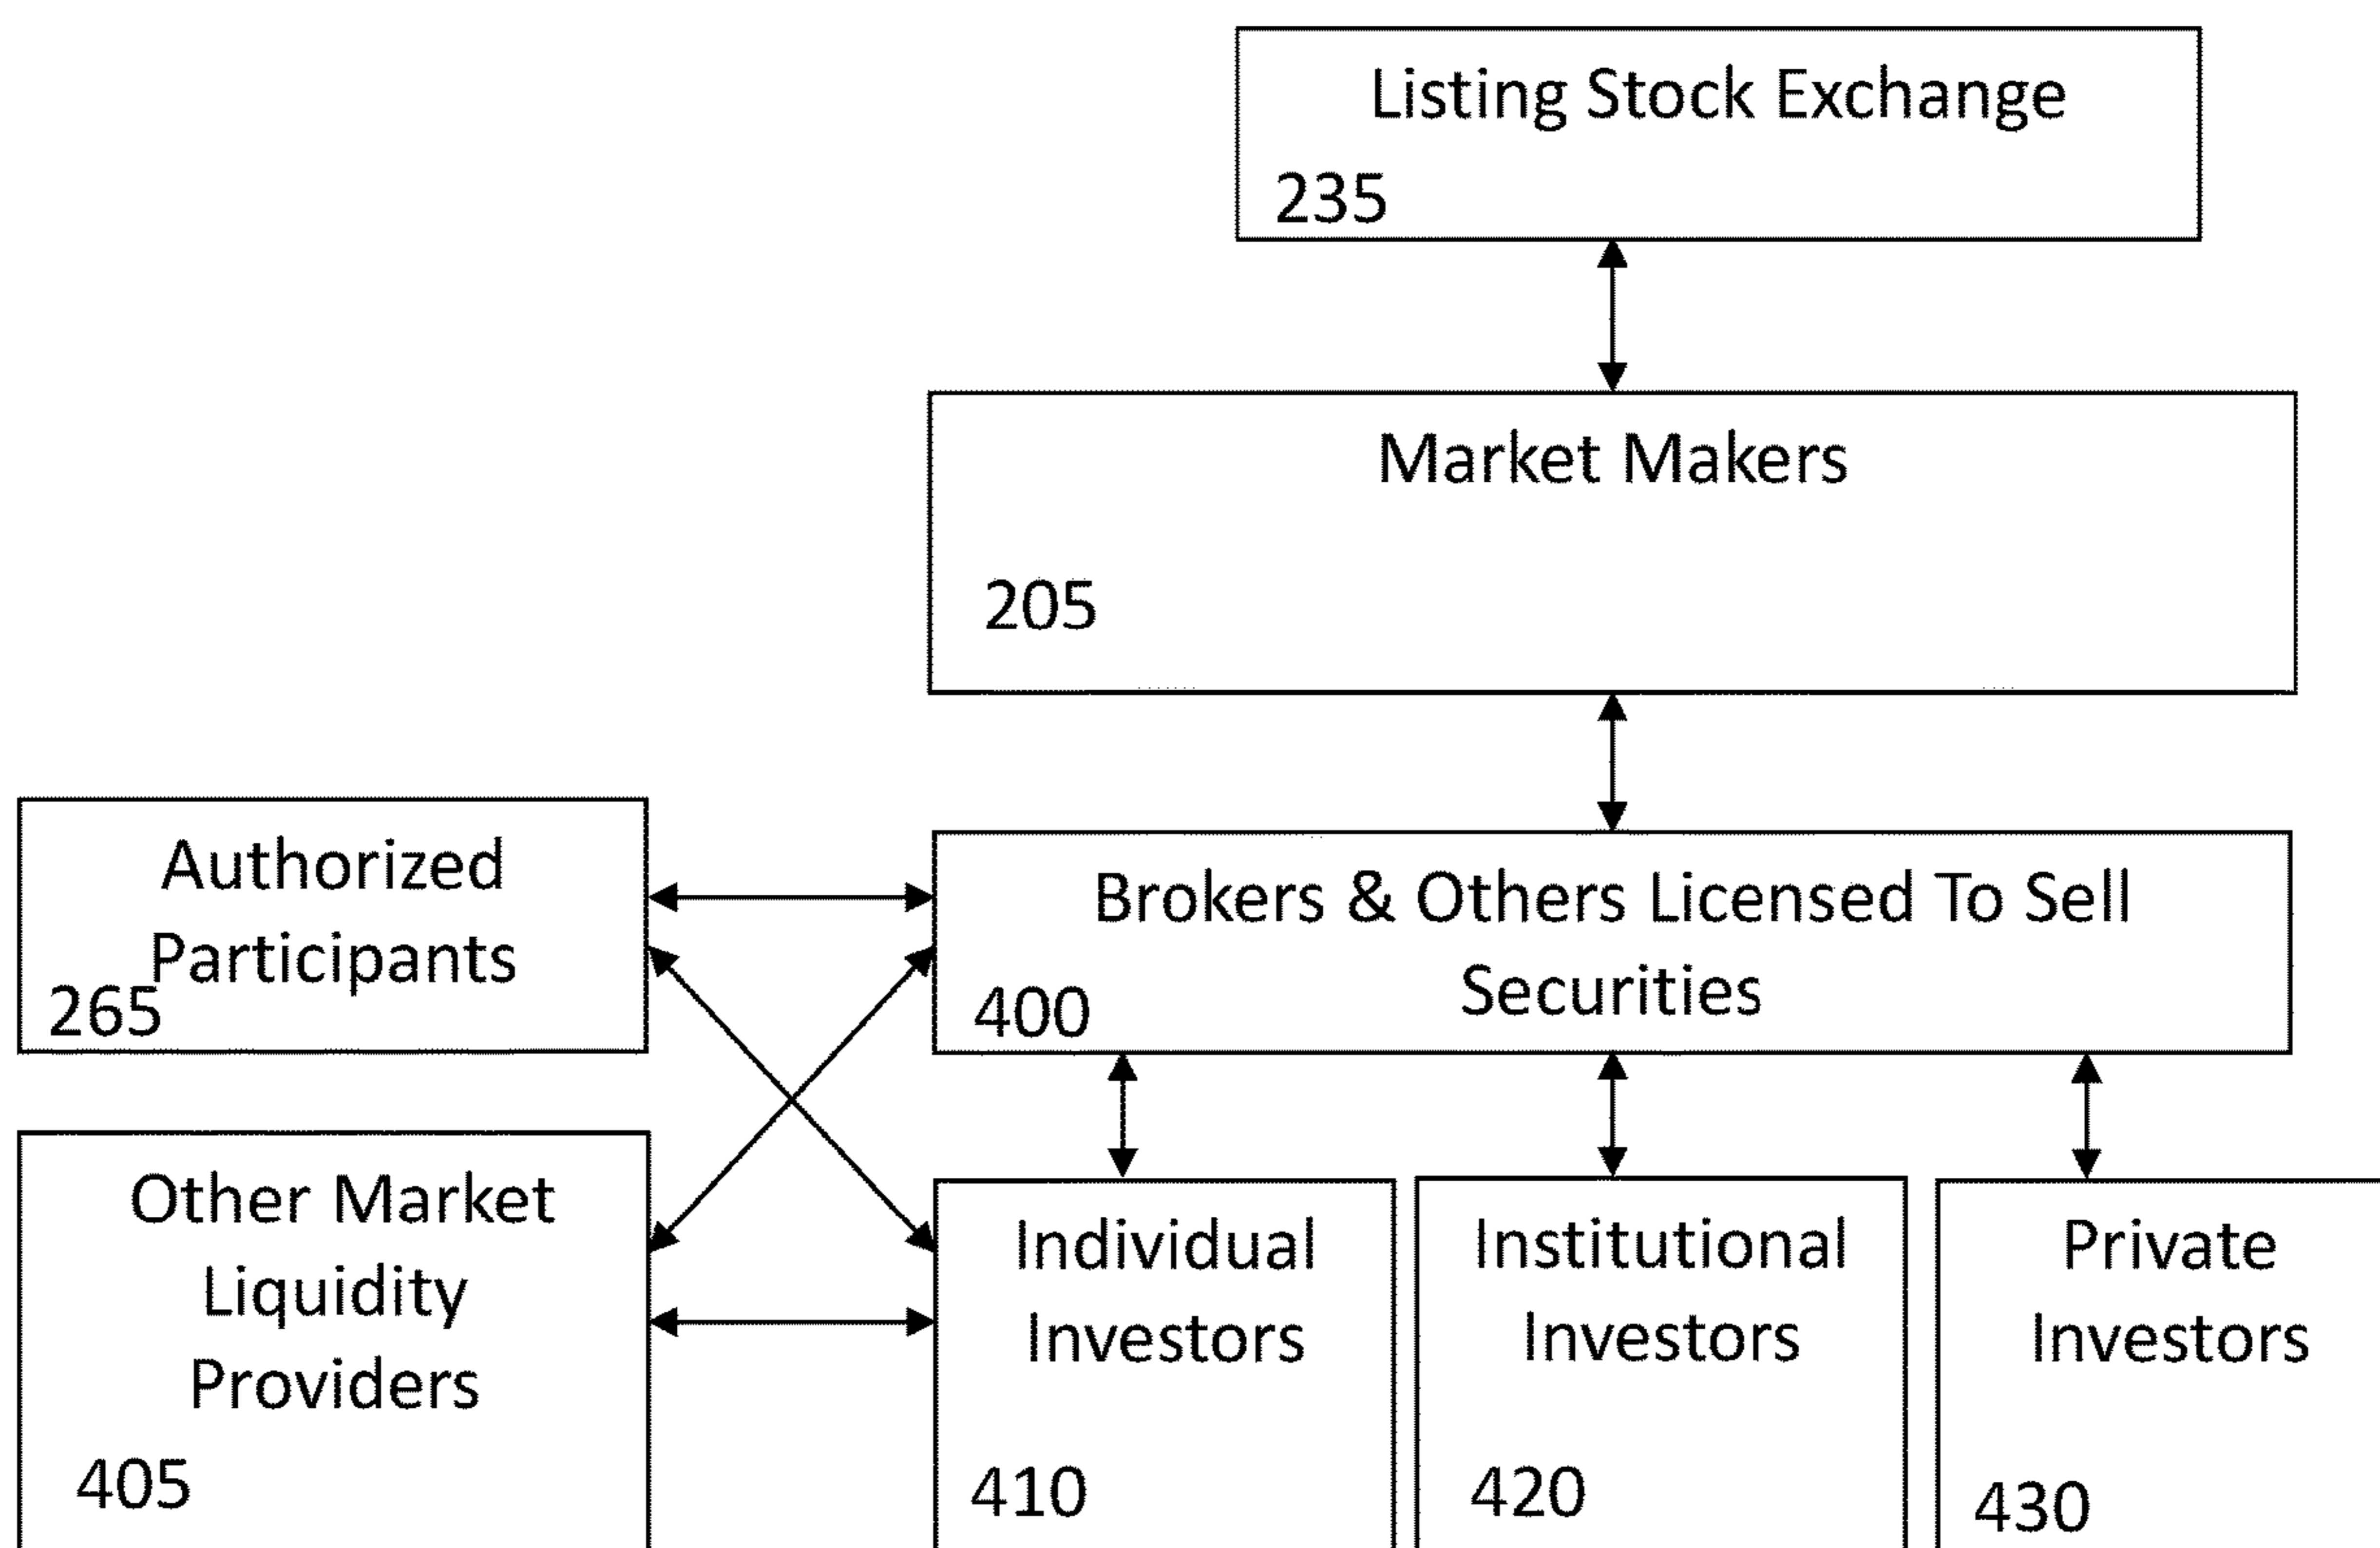 Listing Stock Exchange
235
Market Makers
205
Authorized
Participants
265
Brokers & Others Licensed To Sell
Securities
400
Other Market
Liquidity
Providers
405
Individual
Investors
410
Institutional
Investors
420
Private
Investors
430